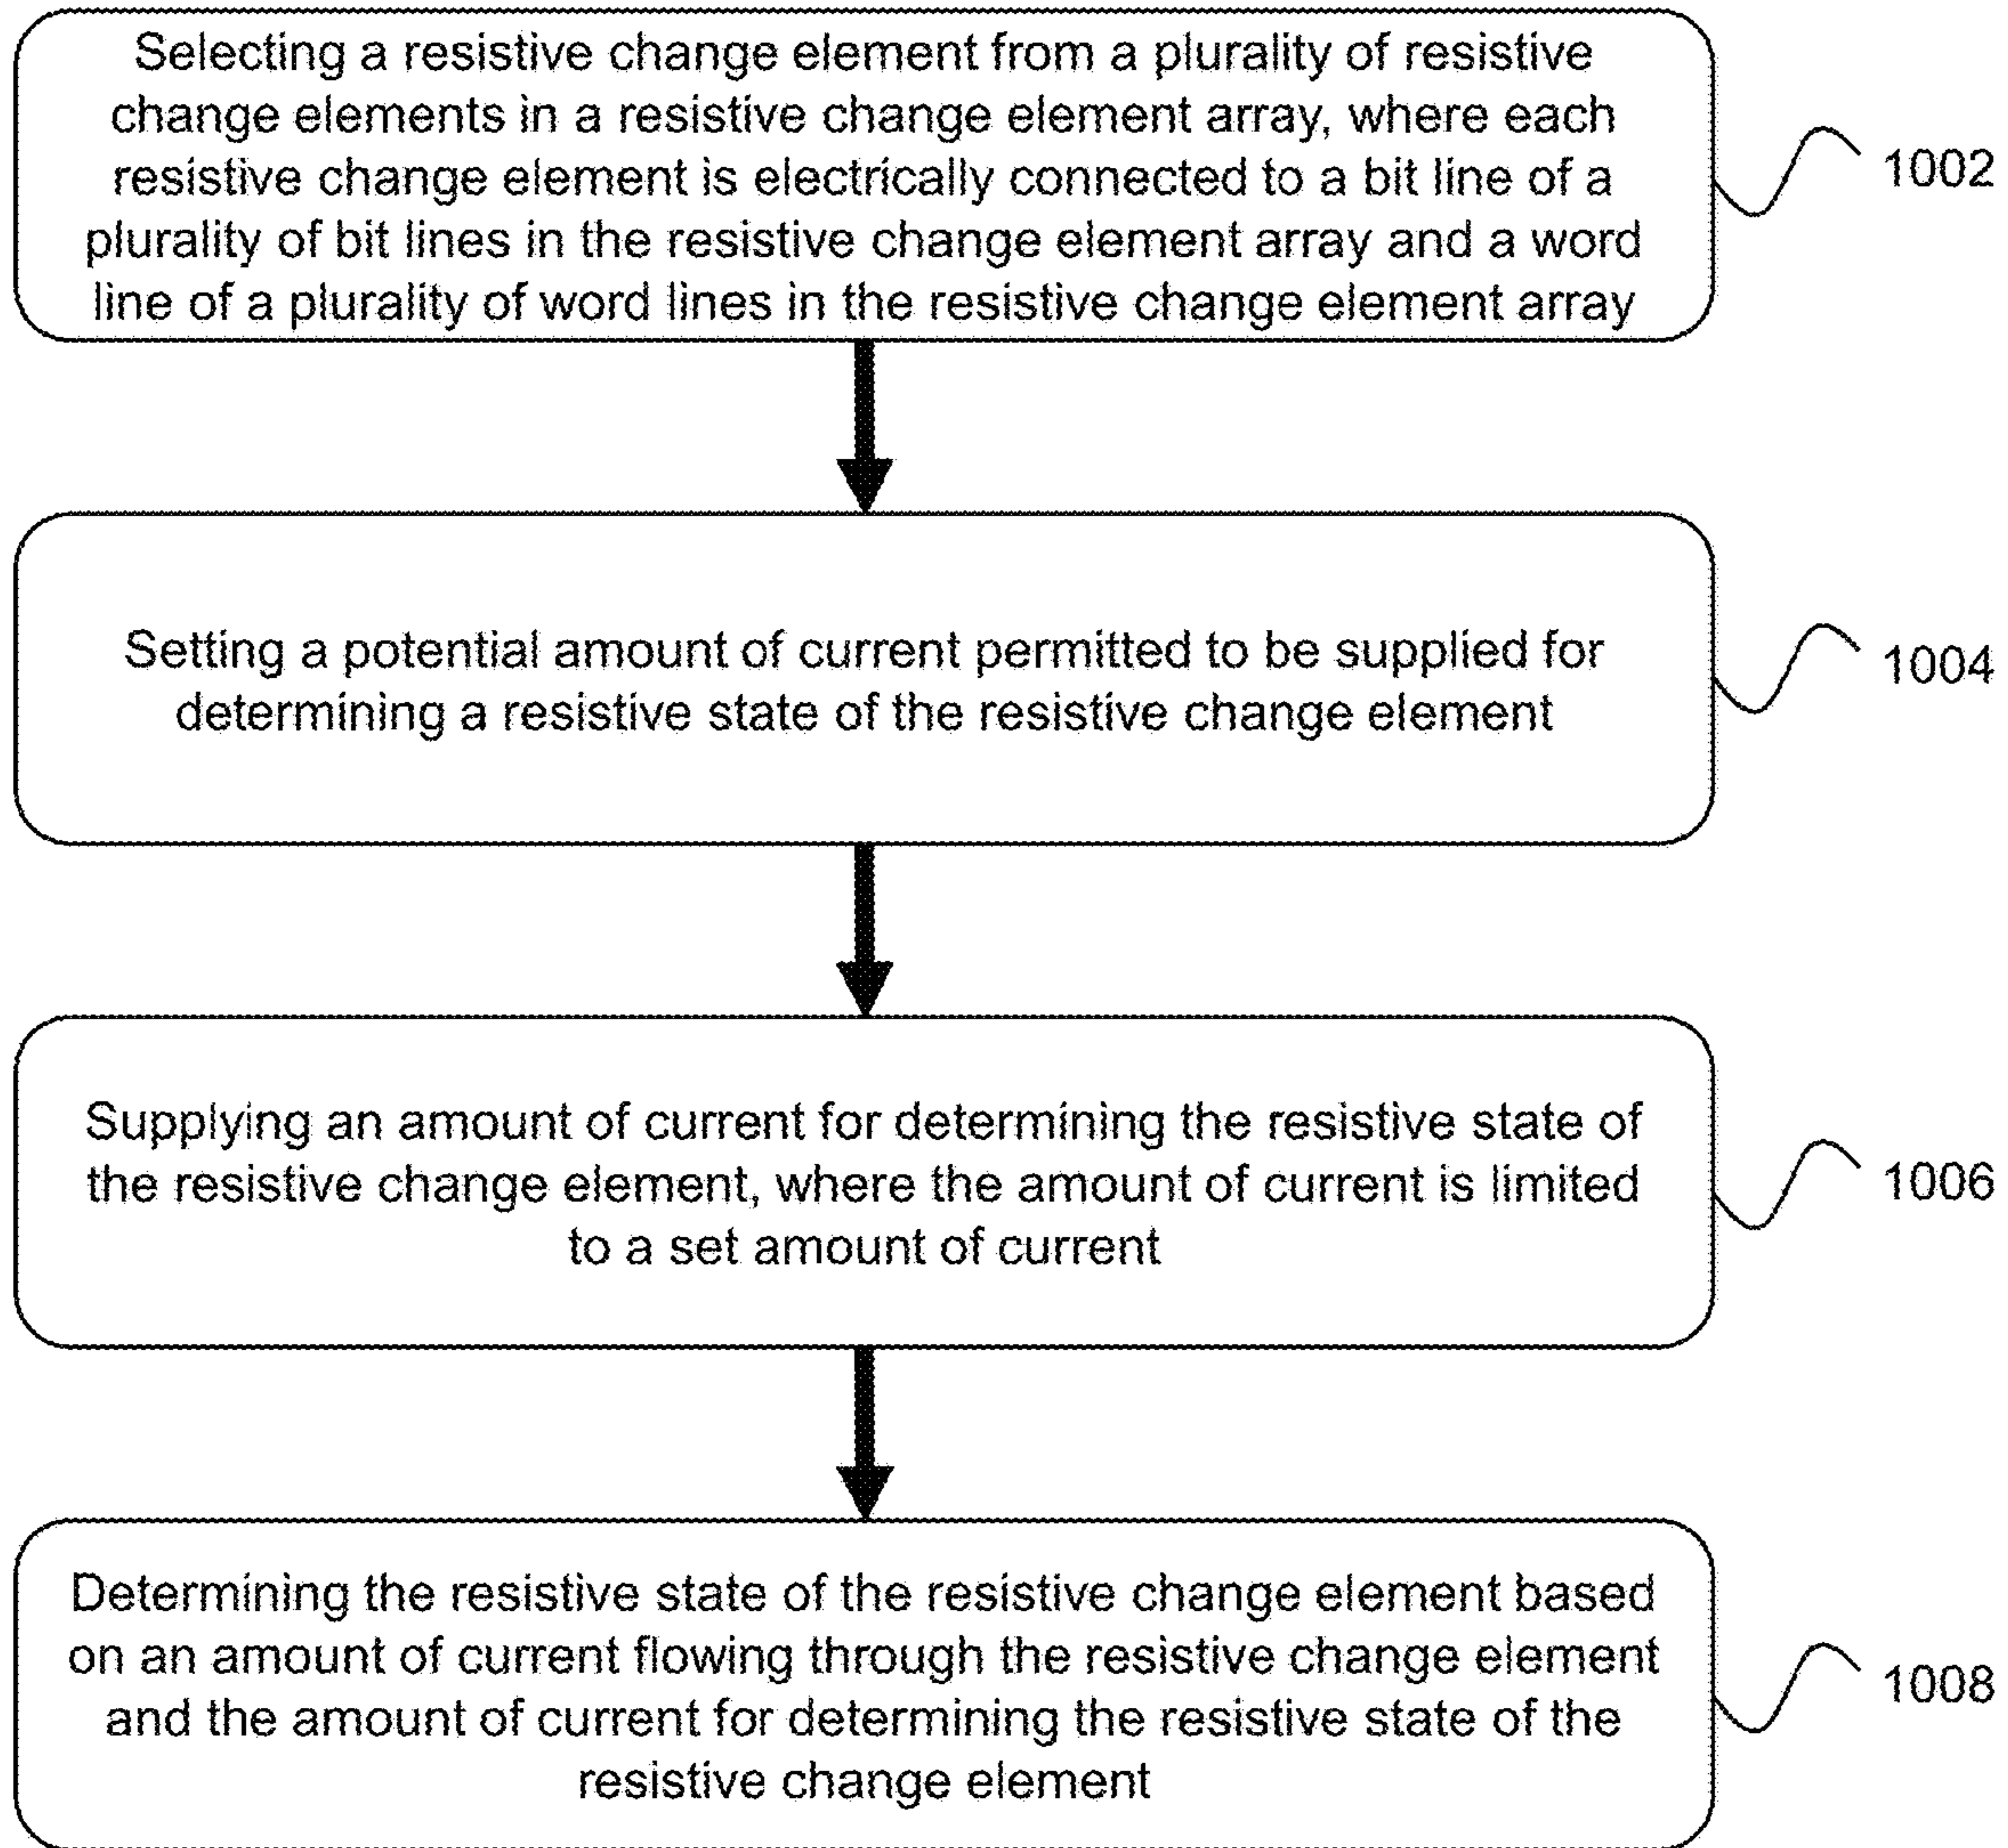 Selecting a resistive change element from a plurality of resistive
change elements in a resistive change element array, where each
resistive change element is electrically connected to a bit line of a
plurality of bit lines in the resistive change element array and a word
line of a plurality of word lines in the resistive change element array
1002
Setting a potential amount of current permitted to be supplied for
determining a resistive state of the resistive change element
1004
Supplying an amount of current for determining the resistive state of
the resistive change element, where the amount of current is limited
to a set amount of current
1006
Determining the resistive state of the resistive change element based
on an amount of current flowing through the resistive change element
and the amount of current for determining the resistive state of the
resistive change element
1008